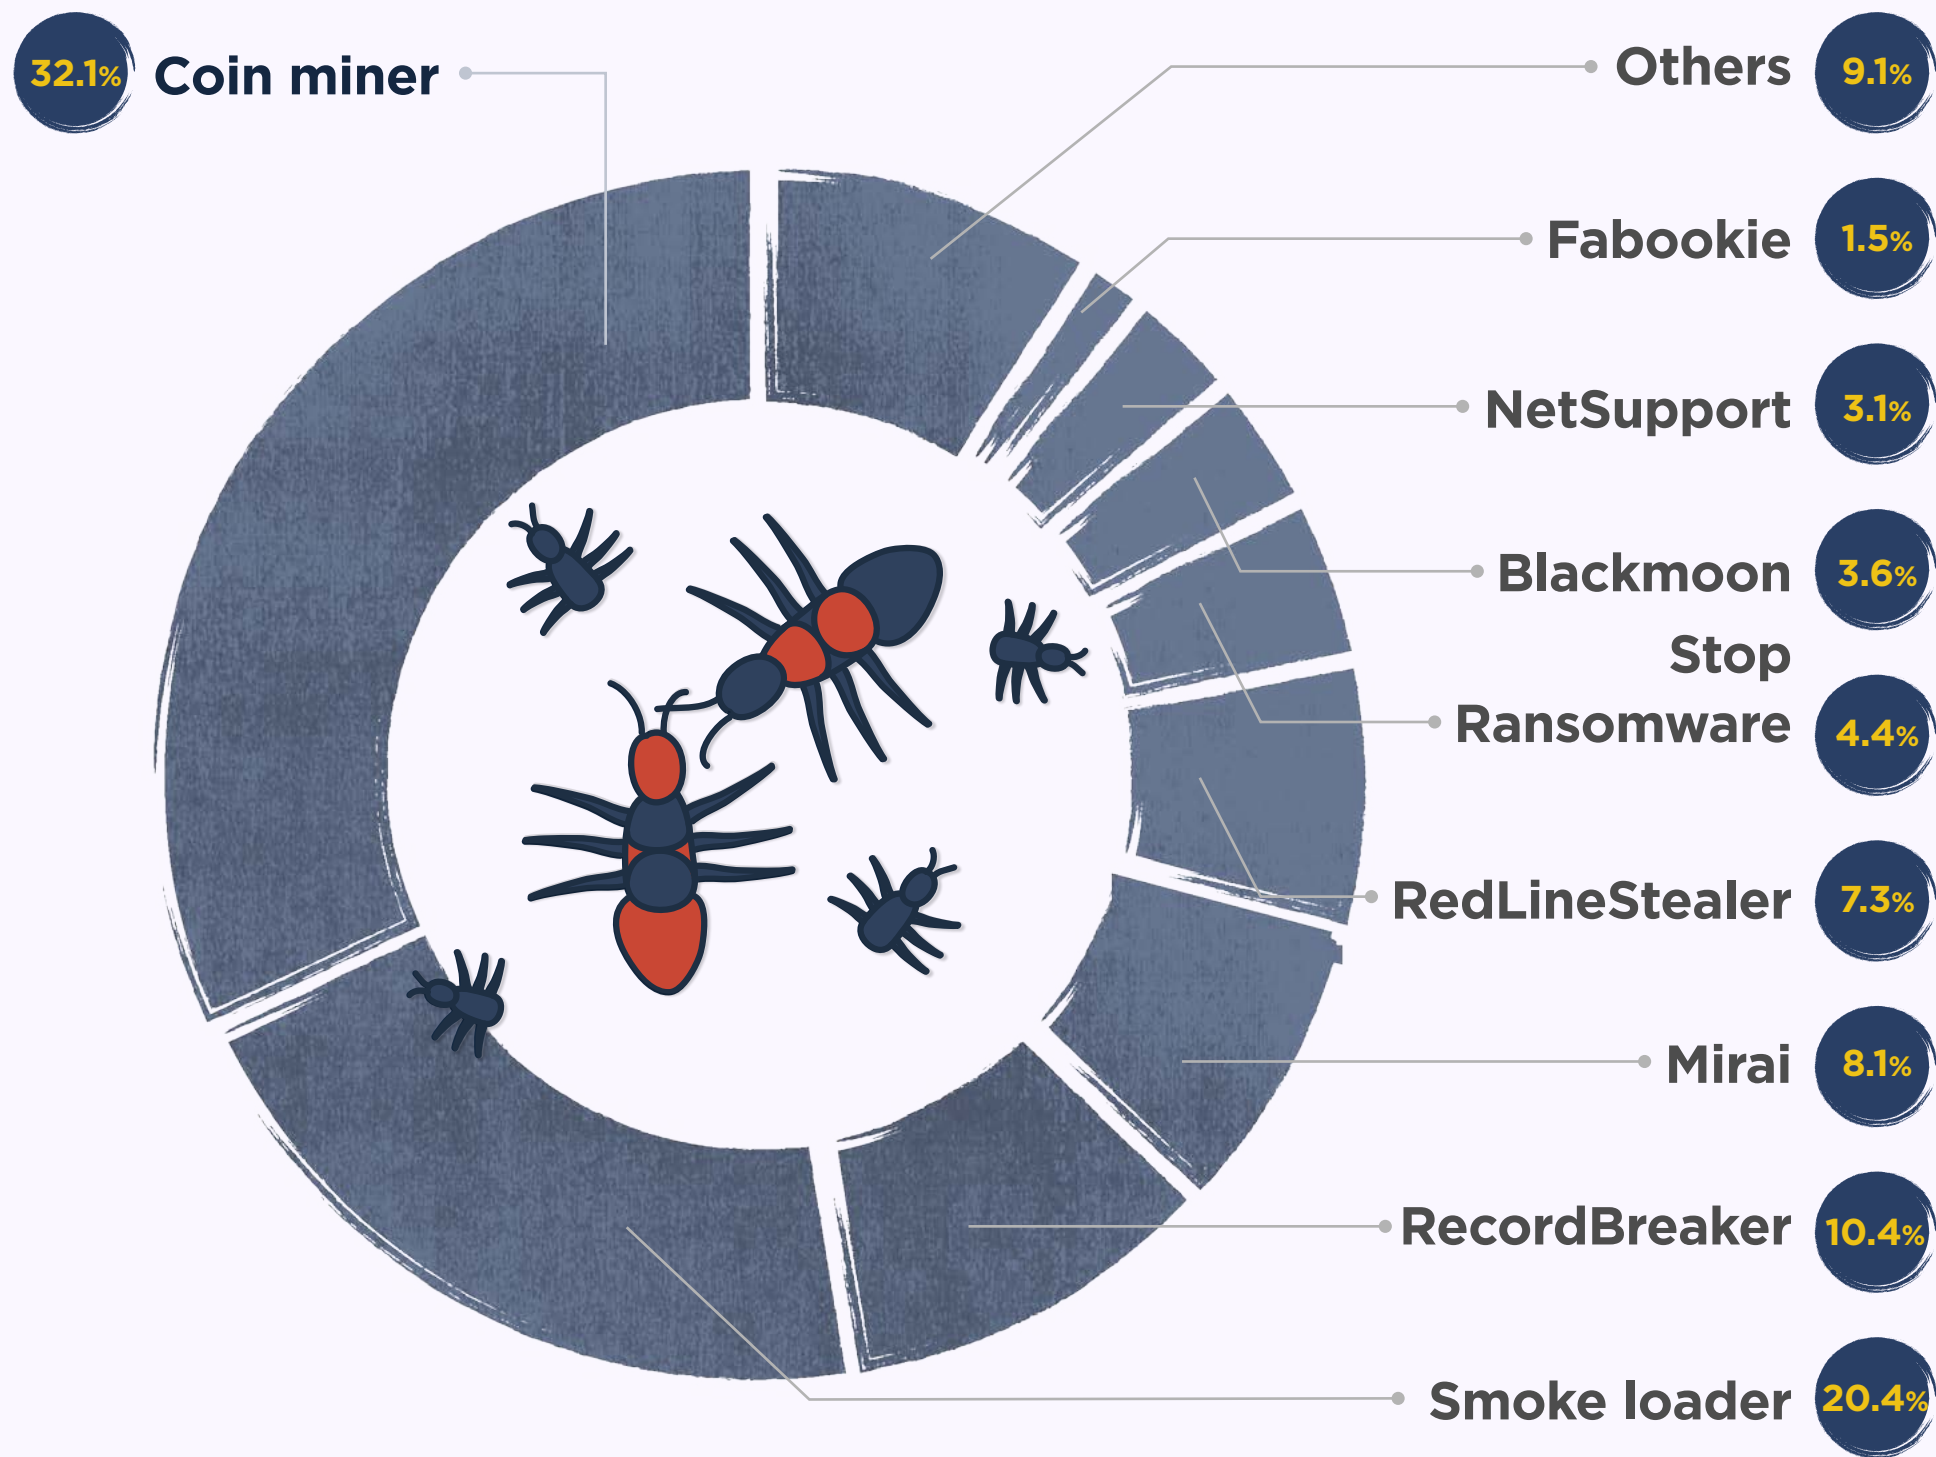 32.1% Coin miner
Others 9.1%
Fabookie 1.5%
NetSupport 3.1%
Blackmoon 3.6%
Stop
Ransomware 4.4%
RedLineStealer 7.3%
Mirai 8.1%
RecordBreaker 10.4%
Smoke loader 20.4%